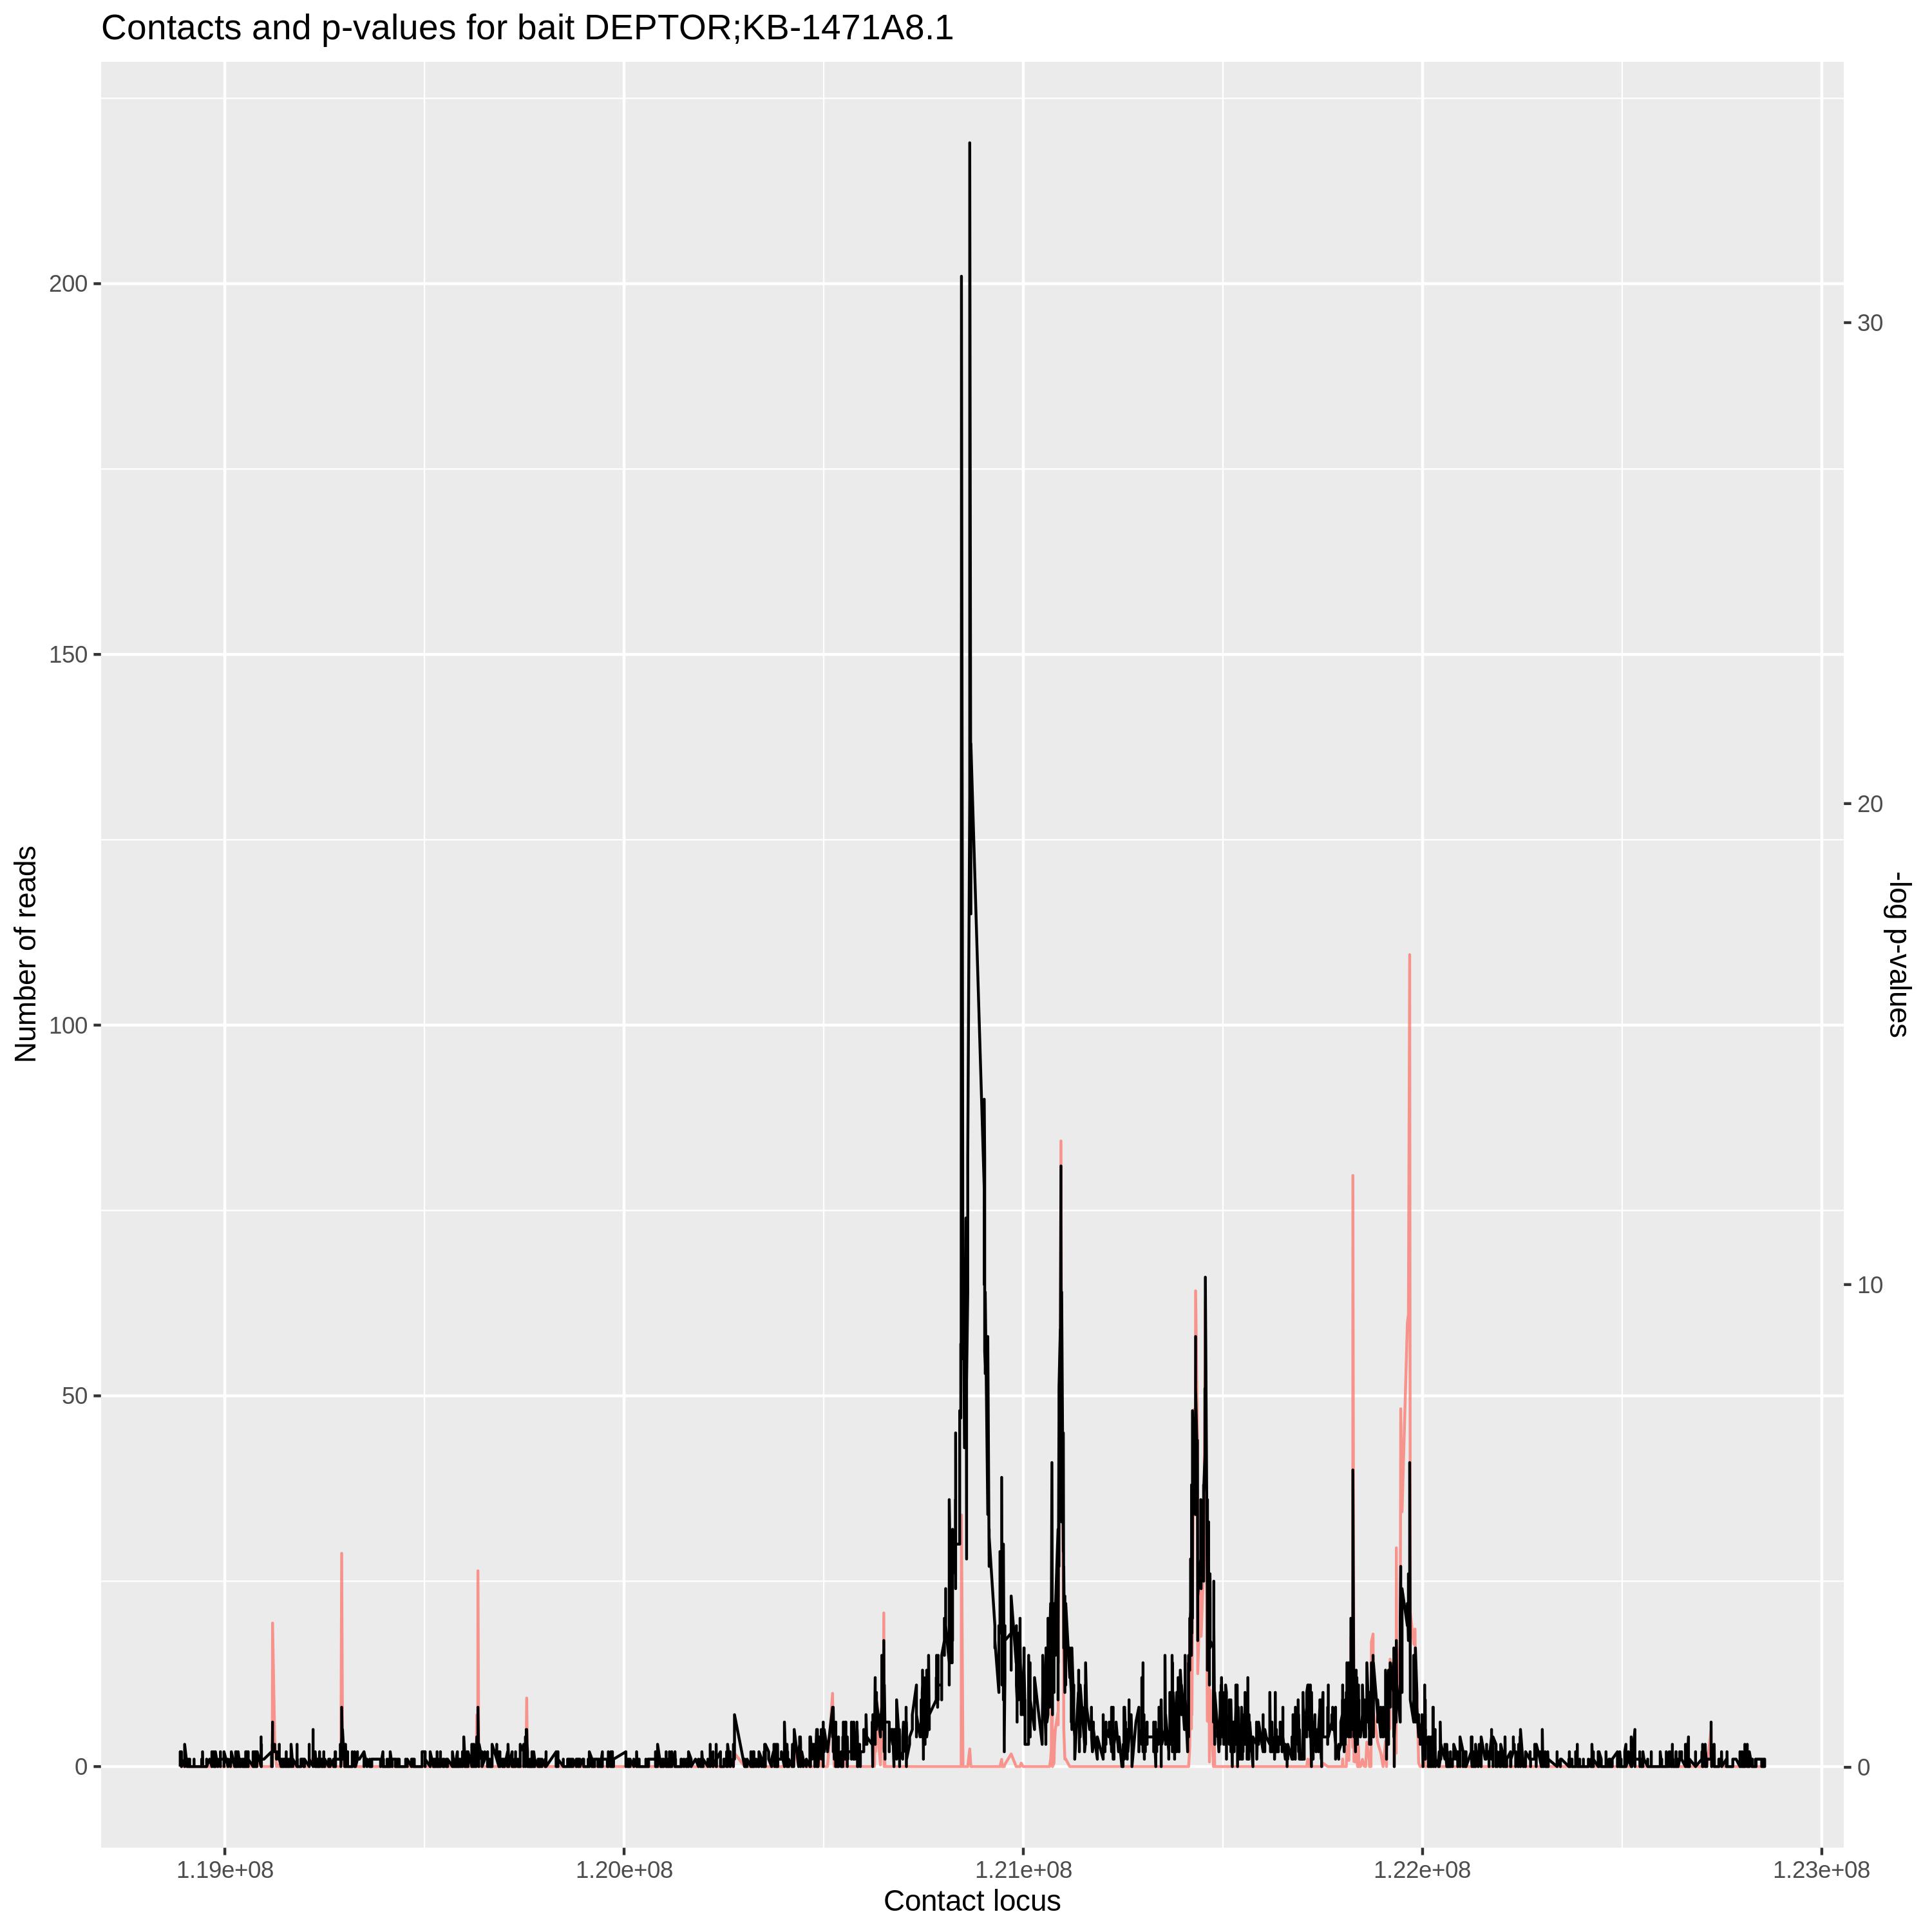 Contacts and p-values for bait DEPTOR;KB-1471A8.1
Number of reads
200
150
100
50
0
30
20
10
0
-log p-values
1.19e+08 1.20e+08 1.21e+08 1.22e+08 1.23e+08
Contact locus